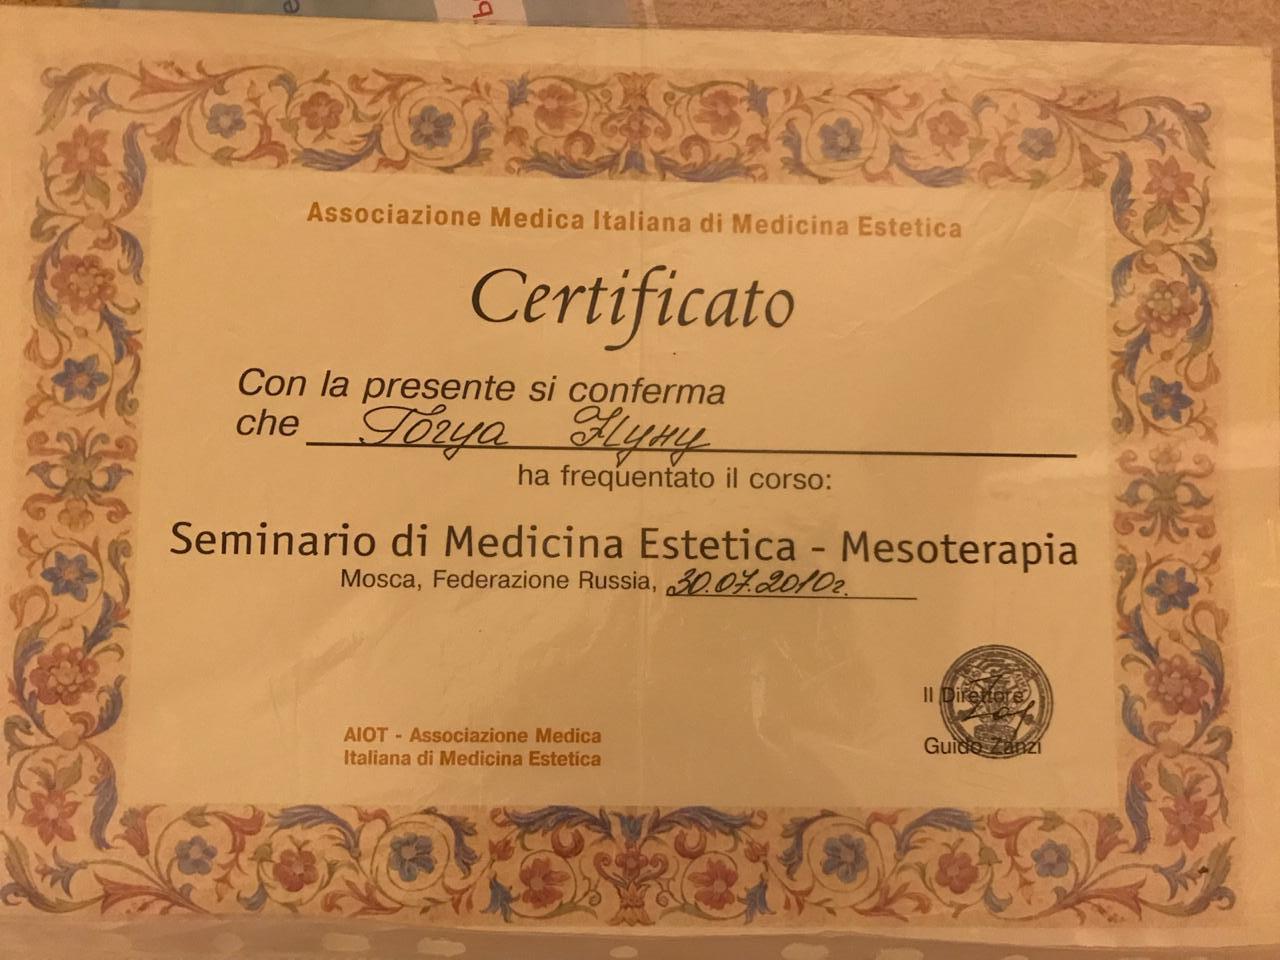 Associazione Medica Italiana di Medicina Estetica
Certificato
Con la presente si conferma
che Гогуа Нуну
ha frequentato il corso:
Seminario di Medicina Estetica - Mesoterapia
Mosca, Federazione Russia, 30.07.2010г.
Il Direttore
Guido Zanzi
AIOT - Associazione Medica
Italiana di Medicina Estetica